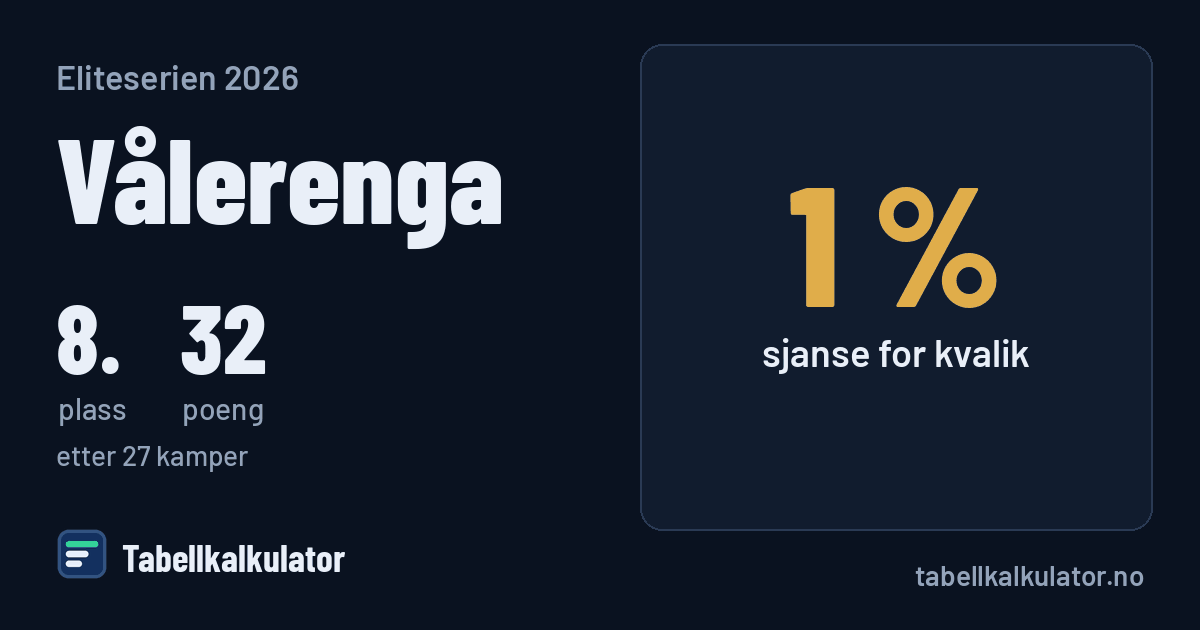 Eliteserien 2026
Vålerenga
8. 32
plass poeng
etter 27 kamper
Tabellkalkulator
1 %
sjanse for kvalik
tabellkalkulator.no